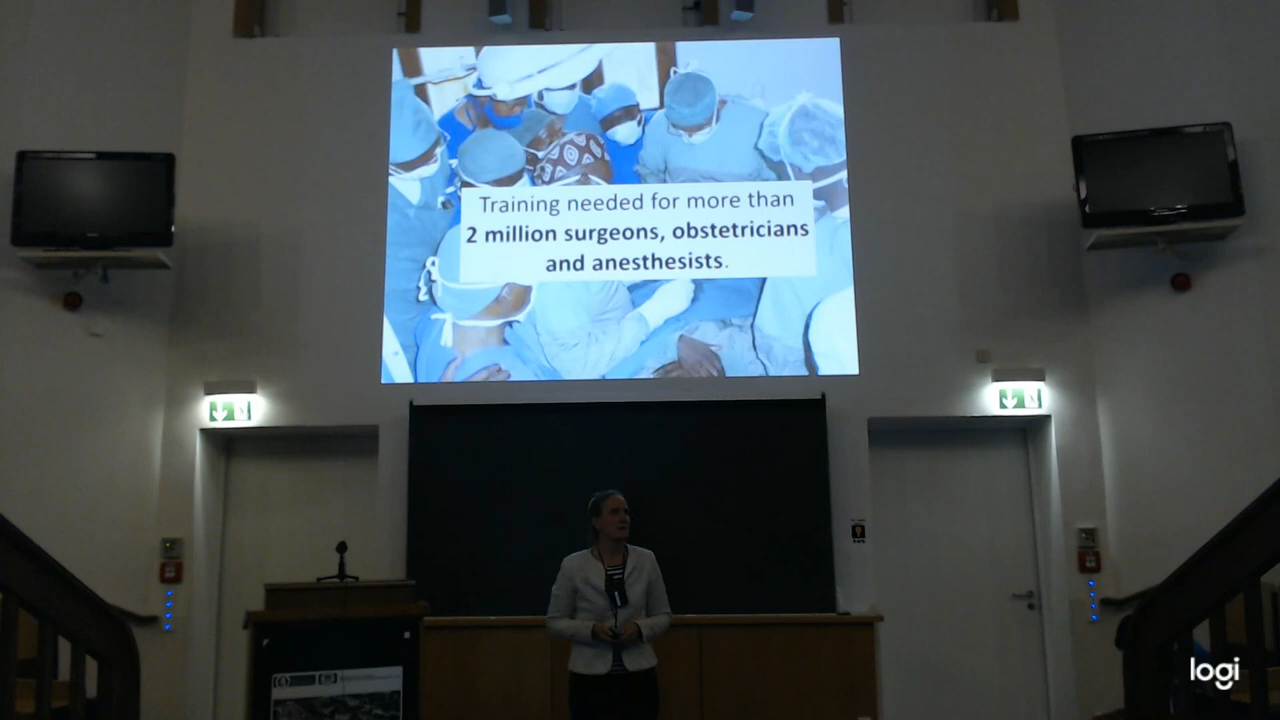 Training needed for more than
2 million surgeons, obstetricians
and anesthesists.
logi